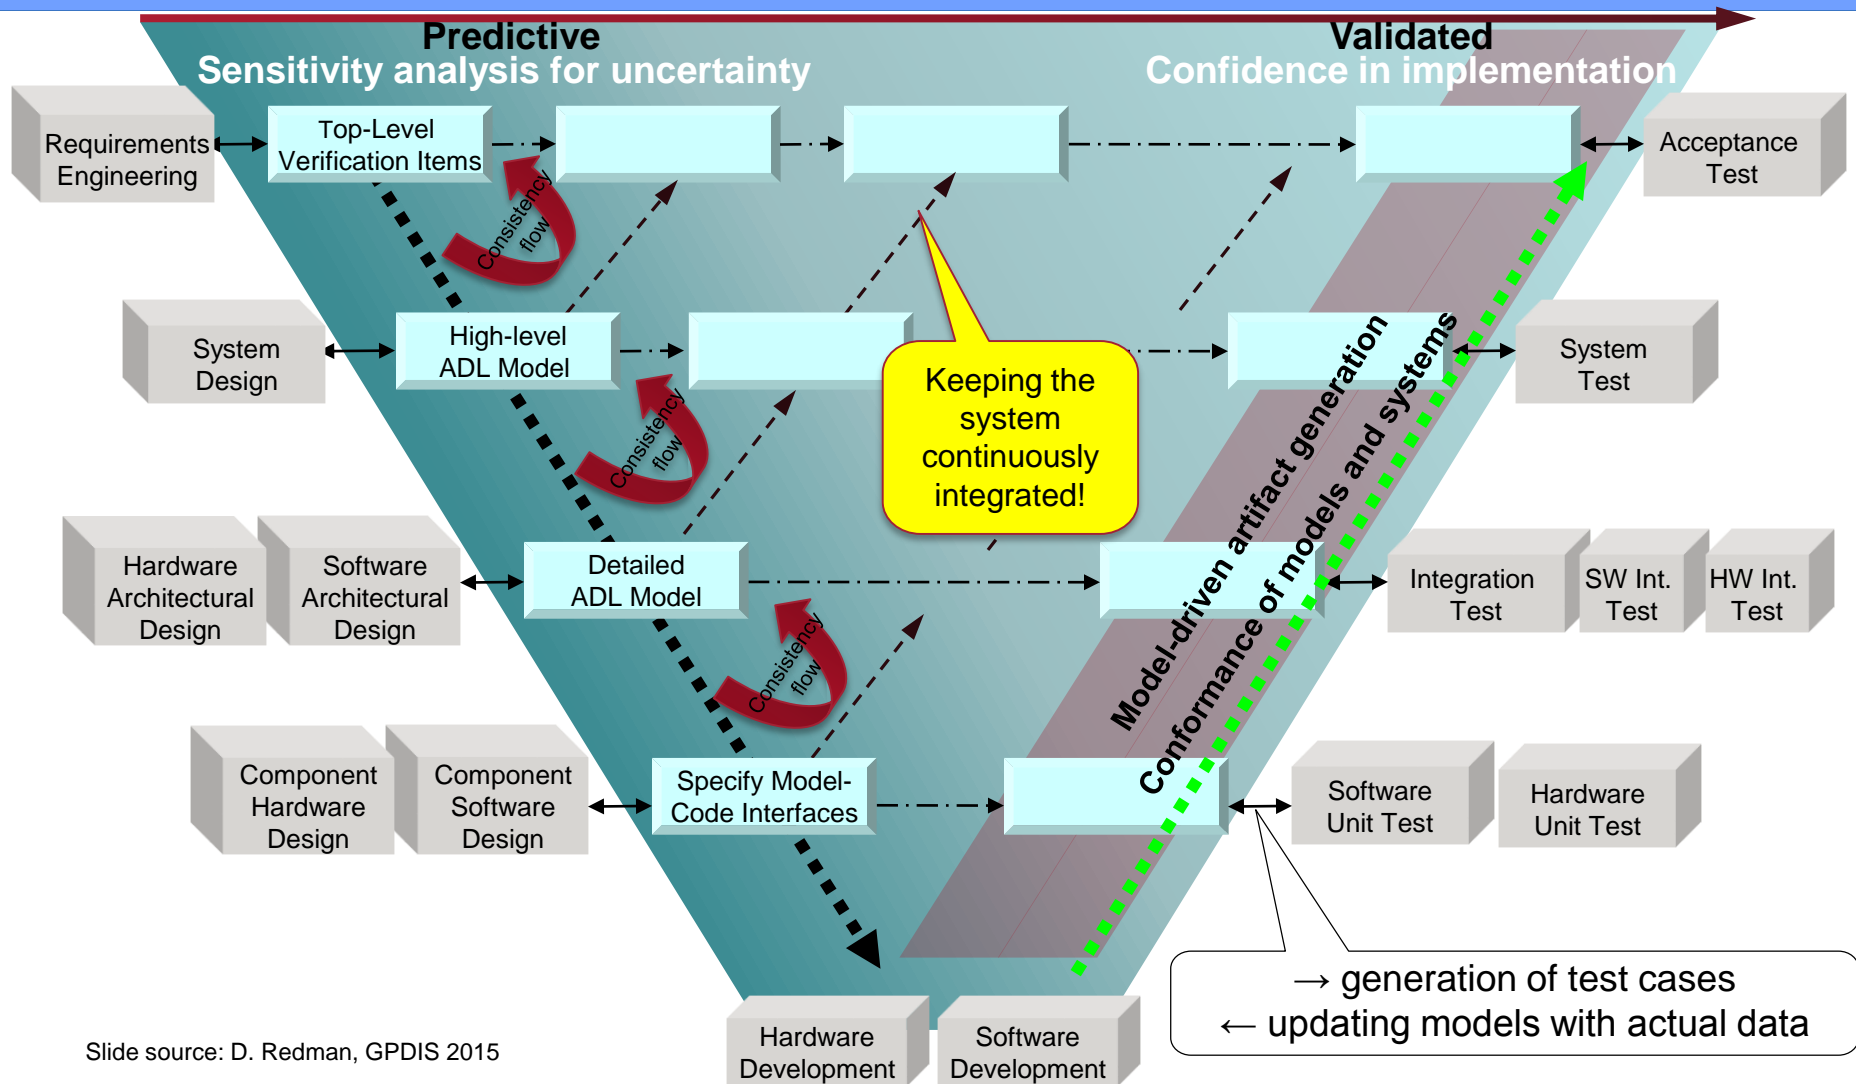 Predictive
Sensitivity analysis for uncertainty
Validated
Confidence in implementation
Requirements
Engineering
Top-Level
Verification Items
Acceptance
Test
Consistency
flow
System
Design
High-level
ADL Model
System
Test
Keeping the
system
continuously
integrated!
Consistency
flow
Model-driven artifact generation
Conformance of models and systems
Hardware
Architectural
Design
Software
Architectural
Design
Detailed
ADL Model
Integration
Test
SW Int.
Test
HW Int.
Test
Consistency
flow
Component
Hardware
Design
Component
Software
Design
Specify Model-
Code Interfaces
Software
Unit Test
Hardware
Unit Test
→ generation of test cases
← updating models with actual data
Hardware
Development
Software
Development
Slide source: D. Redman, GPDIS 2015